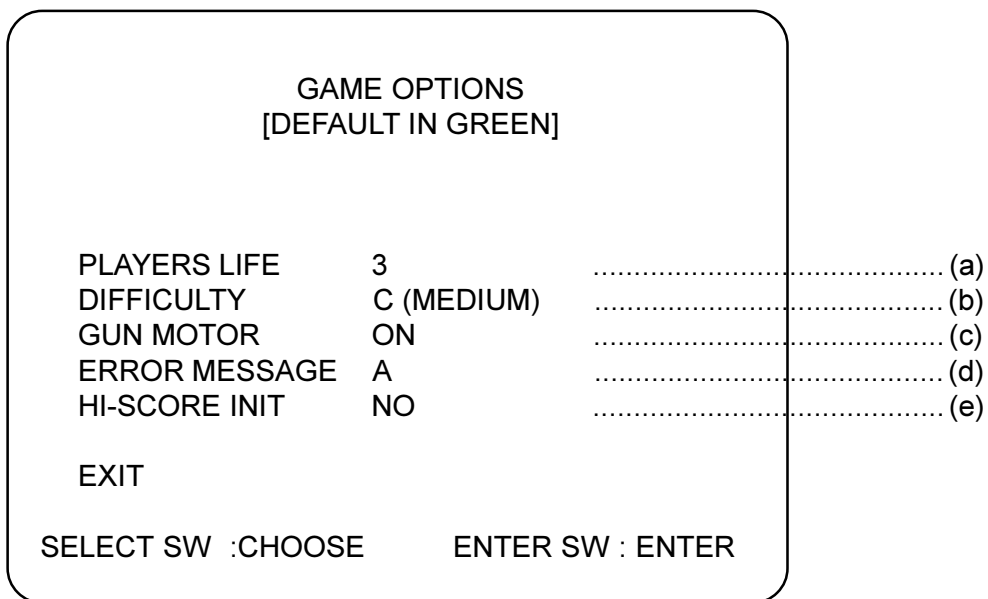 GAME OPTIONS
[DEFAULT IN GREEN]
PLAYERS LIFE 3 ........................................... (a)
DIFFICULTY C (MEDIUM) ........................................... (b)
GUN MOTOR ON ........................................... (c)
ERROR MESSAGE A ........................................... (d)
HI-SCORE INIT NO ........................................... (e)
EXIT
SELECT SW :CHOOSE ENTER SW : ENTER